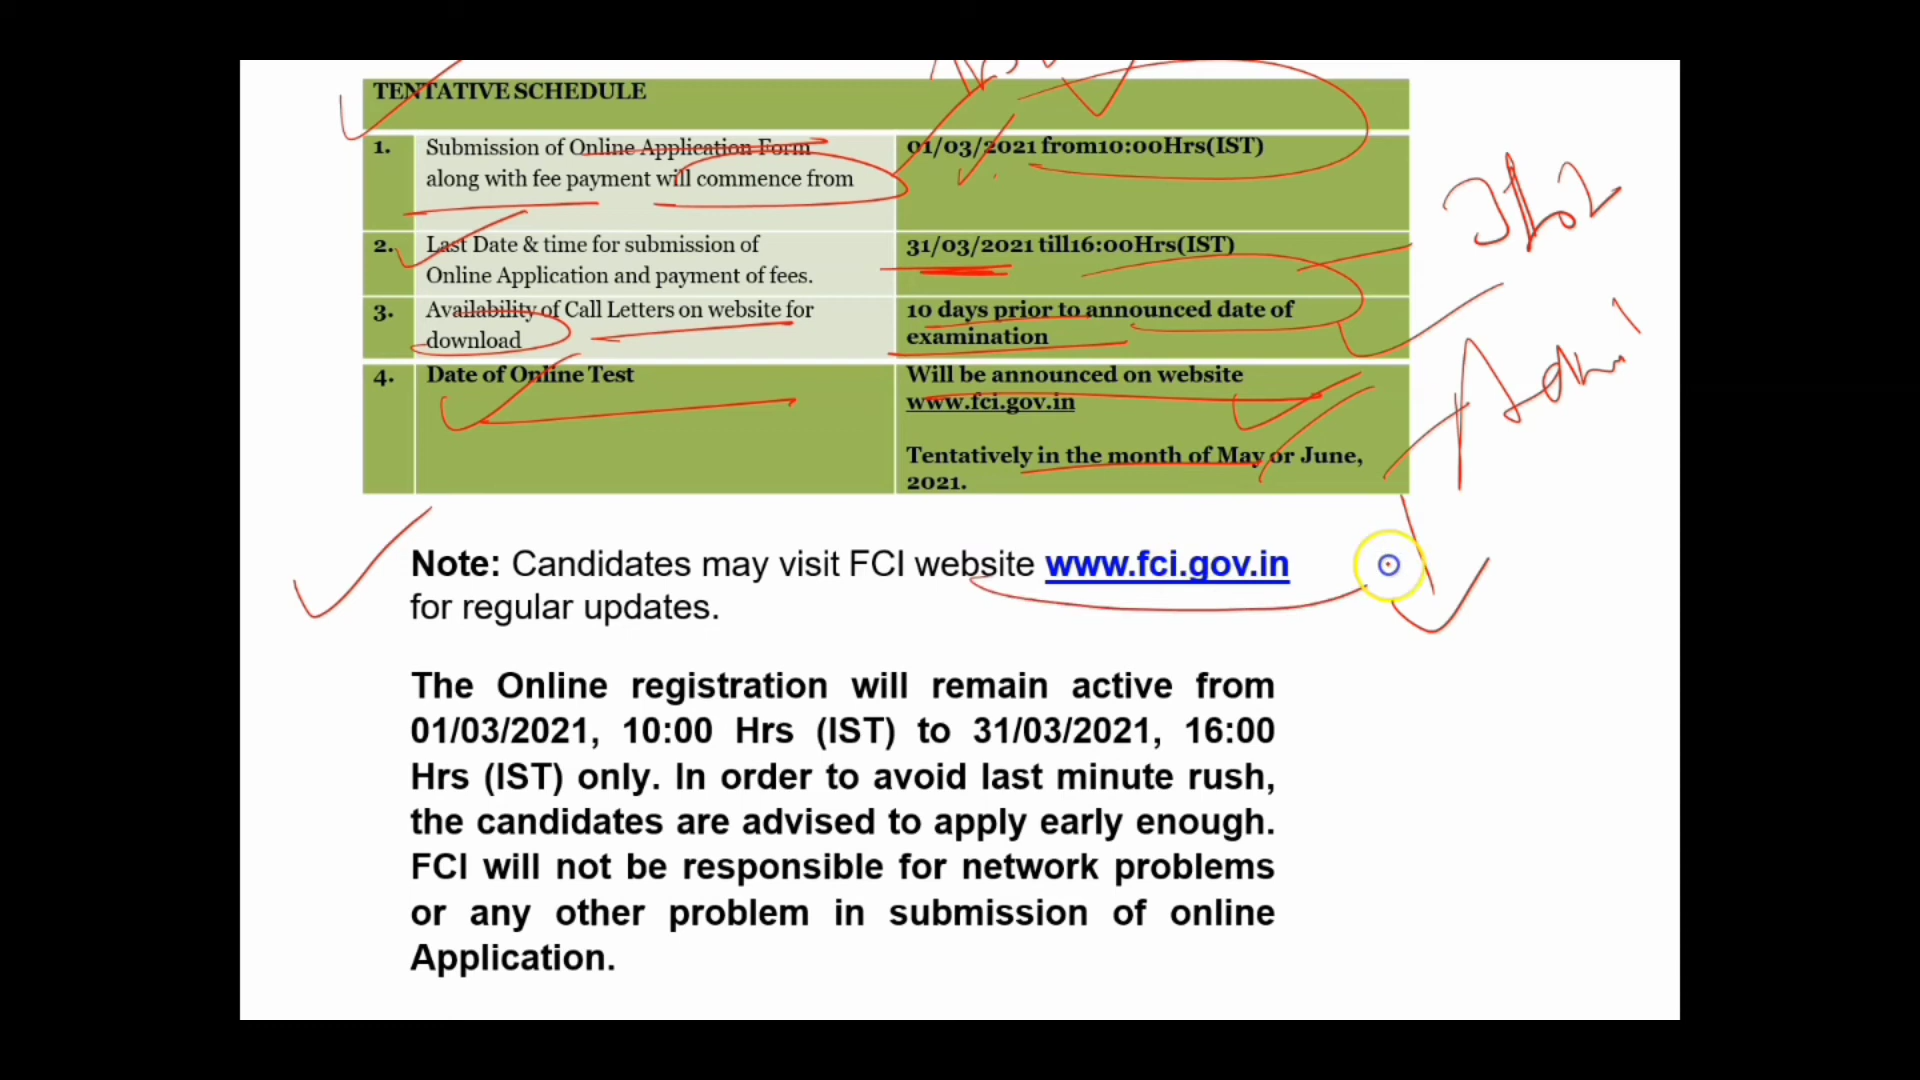 TENTATIVE SCHEDULE
1. Submission of Online Application Form 01/03/2021 from10:00Hrs(IST)
along with fee payment will commence from
2. Last Date & time for submission of 31/03/2021 till16:00Hrs(IST)
Online Application and payment of fees.
3. Availability of Call Letters on website for 10 days prior to announced date of
download examination
4. Date of Online Test Will be announced on website
www.fci.gov.in
Tentatively in the month of May or June,
2021.
Note: Candidates may visit FCI website www.fci.gov.in
for regular updates.
The Online registration will remain active from
01/03/2021, 10:00 Hrs (IST) to 31/03/2021, 16:00
Hrs (IST) only. In order to avoid last minute rush,
the candidates are advised to apply early enough.
FCI will not be responsible for network problems
or any other problem in submission of online
Application.